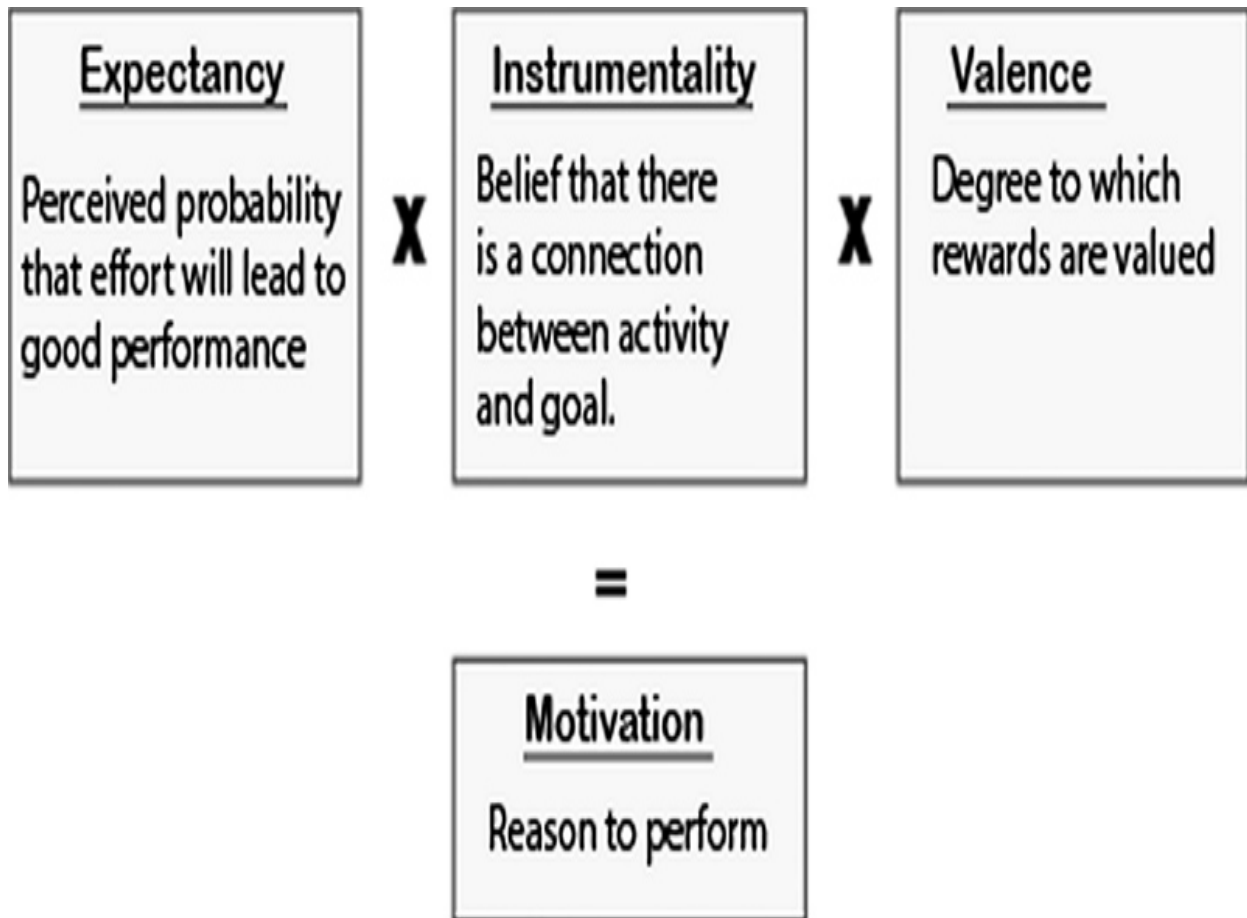 Expectancy
Perceived probability
that effort will lead to
good performance
X
Instrumentality
Belief that there
is a connection
between activity
and goal.
X
Valence
Degree to which
rewards are valued
=
Motivation
Reason to perform